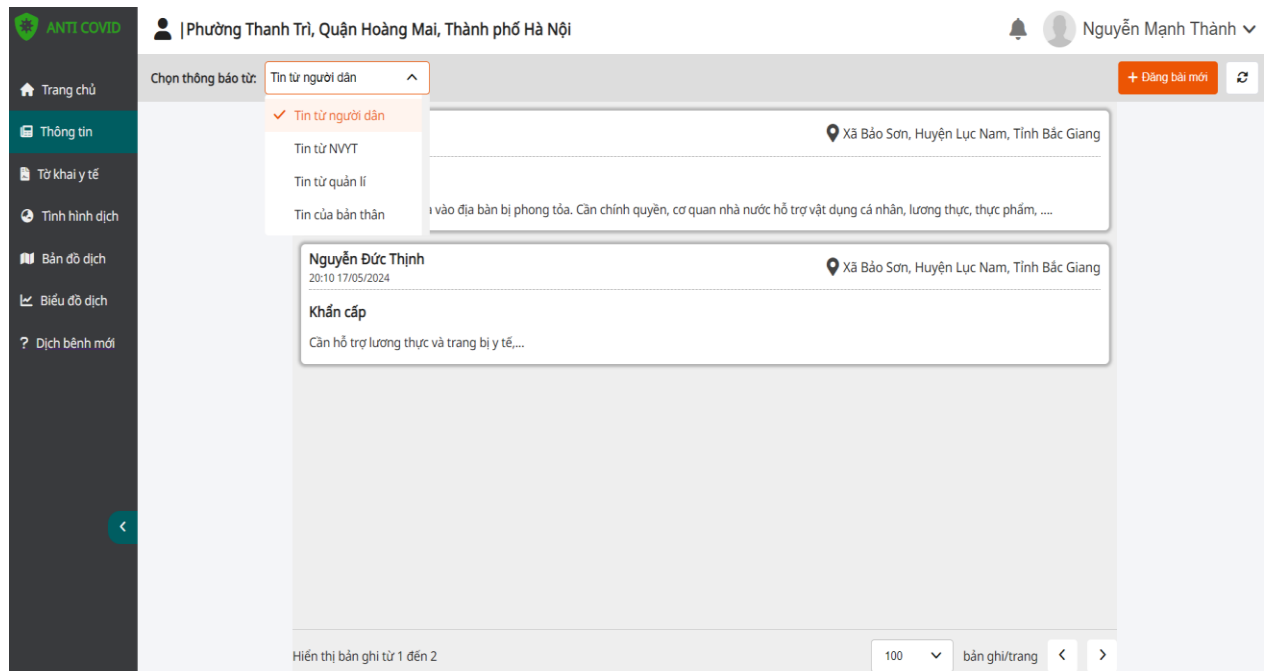 ANTI COVID
|Phường Thanh Trì, Quận Hoàng Mai, Thành phố Hà Nội
Nguyễn Mạnh Thành
Trang chủ
Thông tin
Tờ khai y tế
Tình hình dịch
Bản đồ dịch
Biểu đồ dịch
? Dịch bệnh mới
Chọn thông báo từ: Tin từ người dân
+ Đăng bài mới
Tin từ người dân
Tin từ NVYT
Tin từ quản lí
Tin của bản thân
Xã Bảo Sơn, Huyện Lục Nam, Tỉnh Bắc Giang
vào địa bàn bị phong tỏa. Cần chính quyền, cơ quan nhà nước hỗ trợ vật dụng cá nhân, lương thực, thực phẩm, ....
Nguyễn Đức Thịnh
20:10 17/05/2024
Xã Bảo Sơn, Huyện Lục Nam, Tỉnh Bắc Giang
Khẩn cấp
Cần hỗ trợ lương thực và trang bị y tế,...
Hiển thị bản ghi từ 1 đến 2
100 bản ghi/trang